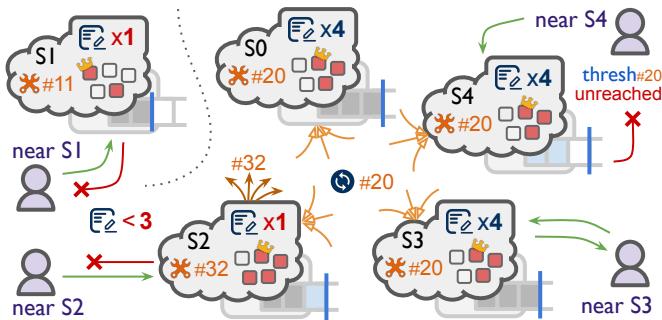 S1
x1
#11
near S1
S0
x4
#20
near S4
S4
x4
#20
thresh#20
unreached
#32
#20
< 3
S2
x1
#32
near S2
S3
x4
#20
near S3